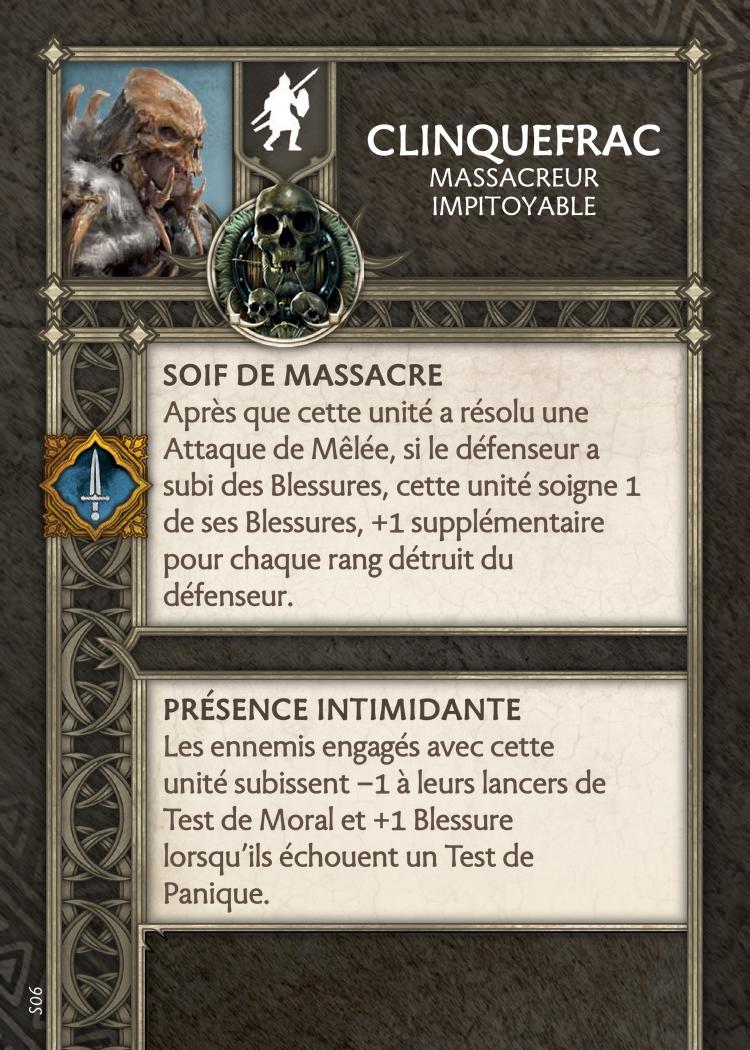 CLINQUEFRAC
MASSACREUR
IMPITOYABLE
SOIF DE MASSACRE
Après que cette unité a résolu une
Attaque de Mêlée, si le défenseur a
subi des Blessures, cette unité soigne 1
de ses Blessures, +1 supplémentaire
pour chaque rang détruit du
défenseur.
PRÉSENCE INTIMIDANTE
Les ennemis engagés avec cette
unité subissent –1 à leurs lancers de
Test de Moral et +1 Blessure
lorsqu'ils échouent un Test de
Panique.
S06